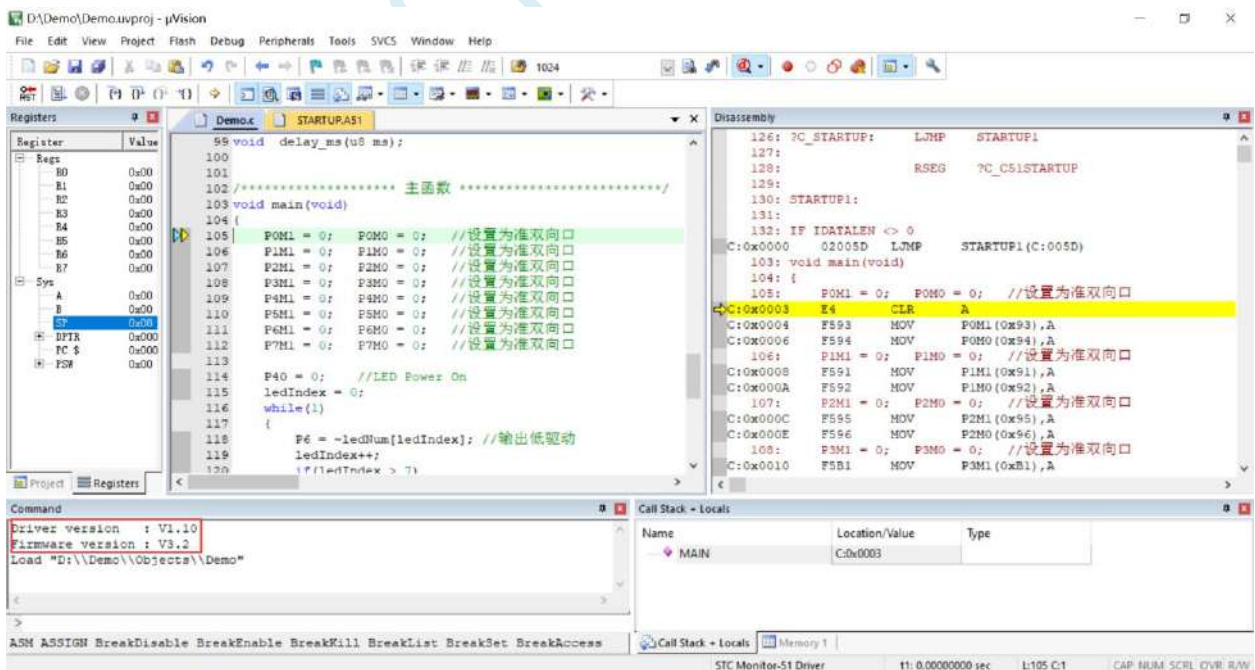 D:\Demo\Demo.uvproj - µVision
File Edit View Project Flash Debug Peripherals Tools SVCS Window Help
1024
RST
Registers
Register Value
Regs
R0 0x00
R1 0x00
R2 0x00
R3 0x00
R4 0x00
R5 0x00
R6 0x00
R7 0x00
Sys
A 0x00
B 0x00
SP 0x08
DPTR 0x000
PC $ 0x000
PSW 0x00
Project Registers
Demo.c STARTUP.A51
99 void delay_ms(u8 ms);
100
101
102 /********************* 主函数 **************************/
103 void main(void)
104 {
105 P0M1 = 0; P0M0 = 0; //设置为准双向口
106 P1M1 = 0; P1M0 = 0; //设置为准双向口
107 P2M1 = 0; P2M0 = 0; //设置为准双向口
108 P3M1 = 0; P3M0 = 0; //设置为准双向口
109 P4M1 = 0; P4M0 = 0; //设置为准双向口
110 P5M1 = 0; P5M0 = 0; //设置为准双向口
111 P6M1 = 0; P6M0 = 0; //设置为准双向口
112 P7M1 = 0; P7M0 = 0; //设置为准双向口
113
114 P40 = 0; //LED Power On
115 ledIndex = 0;
116 while(1)
117 {
118 P6 = ~ledNum[ledIndex]; //输出低驱动
119 ledIndex++;
120 if(ledIndex > 7)
Disassembly
126: ?C_STARTUP: LJMP STARTUP1
127:
128: RSEG ?C_C51STARTUP
129:
130: STARTUP1:
131:
132: IF IDATALEN <> 0
C:0x0000 02005D LJMP STARTUP1(C:005D)
103: void main(void)
104: {
105: P0M1 = 0; P0M0 = 0; //设置为准双向口
C:0x0003 E4 CLR A
C:0x0004 F593 MOV P0M1(0x93),A
C:0x0006 F594 MOV P0M0(0x94),A
106: P1M1 = 0; P1M0 = 0; //设置为准双向口
C:0x0008 F591 MOV P1M1(0x91),A
C:0x000A F592 MOV P1M0(0x92),A
107: P2M1 = 0; P2M0 = 0; //设置为准双向口
C:0x000C F595 MOV P2M1(0x95),A
C:0x000E F596 MOV P2M0(0x96),A
108: P3M1 = 0; P3M0 = 0; //设置为准双向口
C:0x0010 F5B1 MOV P3M1(0xB1),A
Command
Driver version : V1.10
Firmware version : V3.2
Load "D:\\Demo\\Objects\\Demo"
>
ASM ASSIGN BreakDisable BreakEnable BreakKill BreakList BreakSet BreakAccess
Call Stack + Locals
Name Location/Value Type
MAIN C:0x0003
Call Stack + Locals Memory 1
STC Monitor-51 Driver t1: 0.00000000 sec L:105 C:1 CAP NUM SCRL OVR R/W